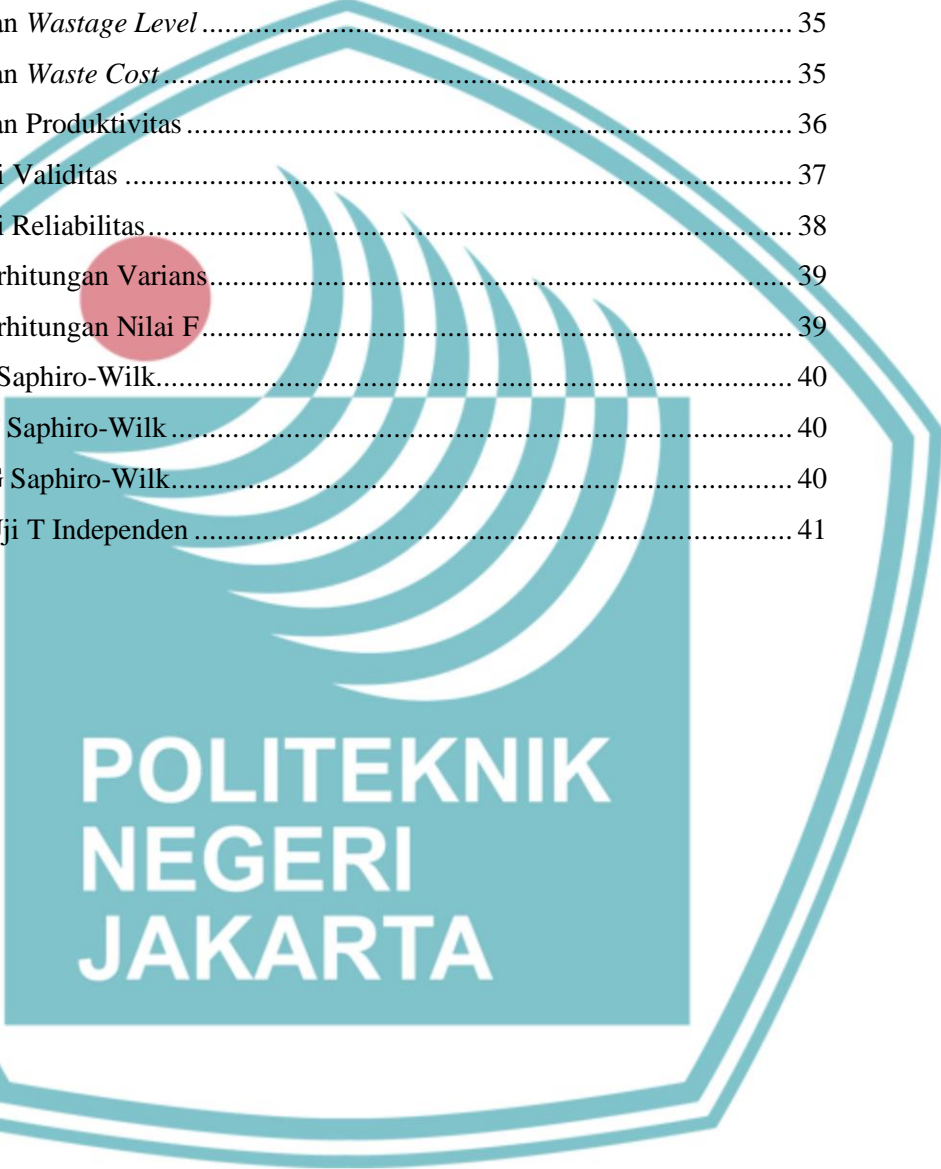 an Wastage Level ........................................................................................ 35
an Waste Cost ............................................................................................. 35
an Produktivitas .......................................................................................... 36
i Validitas .................................................................................................... 37
i Reliabilitas ................................................................................................ 38
rhitungan Varians ....................................................................................... 39
rhitungan Nilai F ........................................................................................ 39
Saphiro-Wilk ............................................................................................... 40
Saphiro-Wilk ............................................................................................... 40
G Saphiro-Wilk ........................................................................................... 40
ji T Independen .......................................................................................... 41
POLITEKNIK
NEGERI
JAKARTA